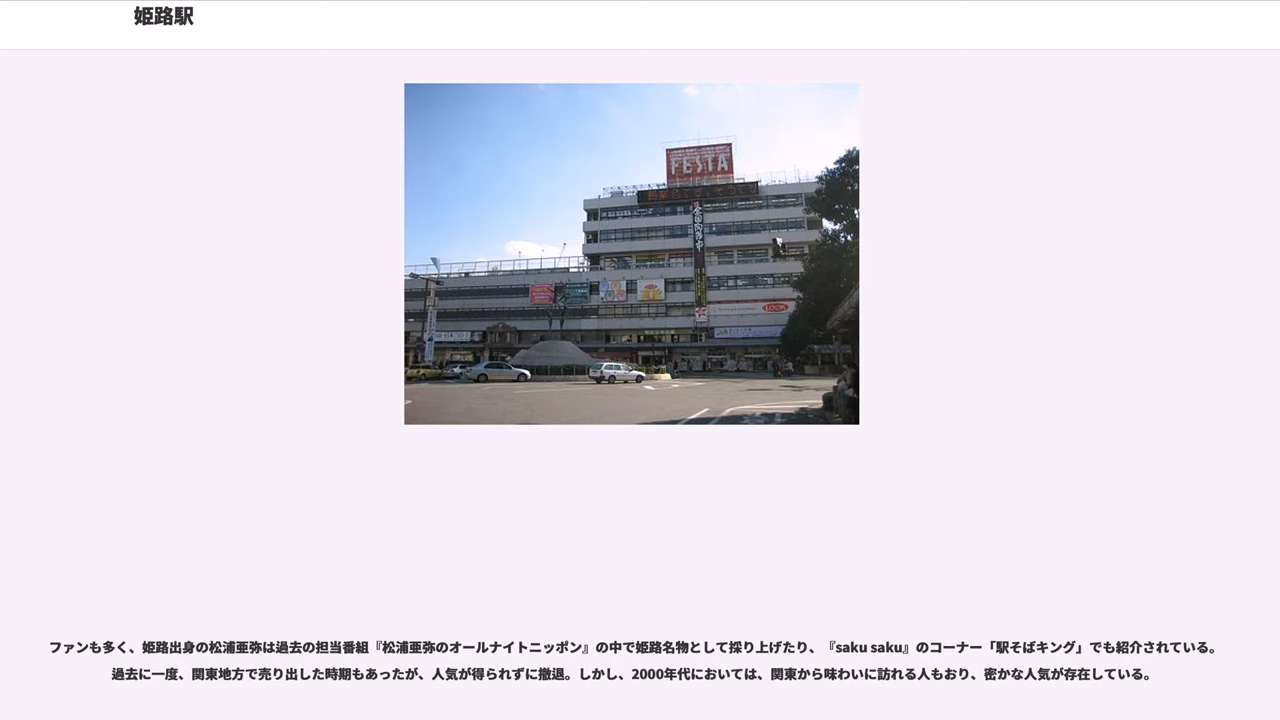 姫路駅
FESTA
LOOK
ファンも多く、姫路出身の松浦亜弥は過去の担当番組『松浦亜弥のオールナイトニッポン』の中で姫路名物として採り上げたり、『saku saku』のコーナー「駅そばキング」でも紹介されている。
過去に一度、関東地方で売り出した時期もあったが、人気が得られずに撤退。しかし、2000年代においては、関東から味わいに訪れる人もおり、密かな人気が存在している。